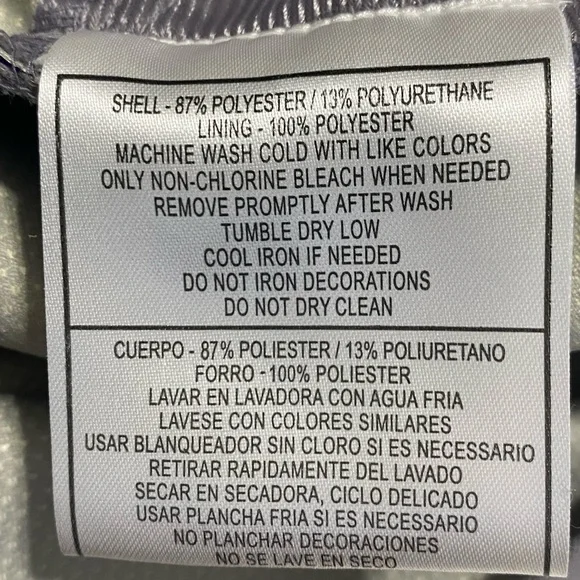 SHELL - 87% POLYESTER / 13% POLYURETHANE
LINING - 100% POLYESTER
MACHINE WASH COLD WITH LIKE COLORS
ONLY NON-CHLORINE BLEACH WHEN NEEDED
REMOVE PROMPTLY AFTER WASH
TUMBLE DRY LOW
COOL IRON IF NEEDED
DO NOT IRON DECORATIONS
DO NOT DRY CLEAN
CUERPO - 87% POLIESTER / 13% POLIURETANO
FORRO - 100% POLIESTER
LAVAR EN LAVADORA CON AGUA FRIA
LAVESE CON COLORES SIMILARES
USAR BLANQUEADOR SIN CLORO SI ES NECESSARIO
RETIRAR RAPIDAMENTE DEL LAVADO
SECAR EN SECADORA, CICLO DELICADO
USAR PLANCHA FRIA SI ES NECESSARIO
NO PLANCHAR DECORACIONES
NO SE LAVE EN SECO